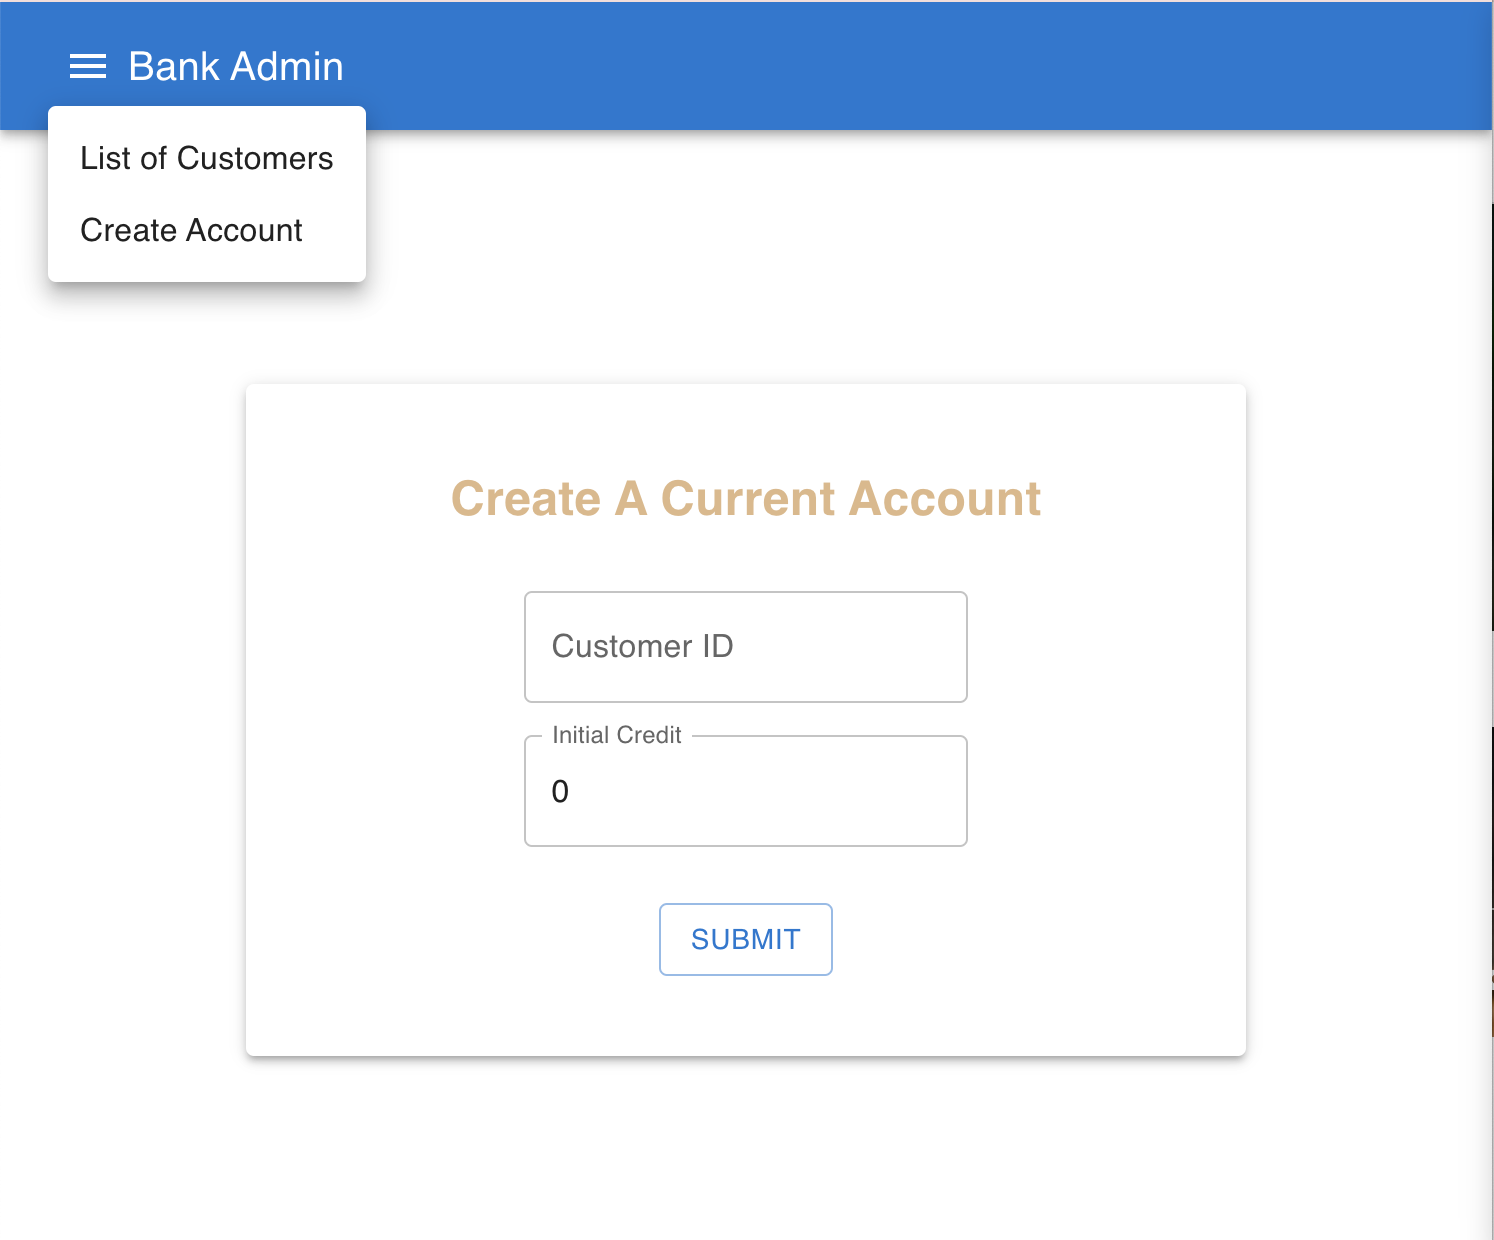 Bank Admin
List of Customers
Create Account
Create A Current Account
Customer ID
Initial Credit
0
SUBMIT